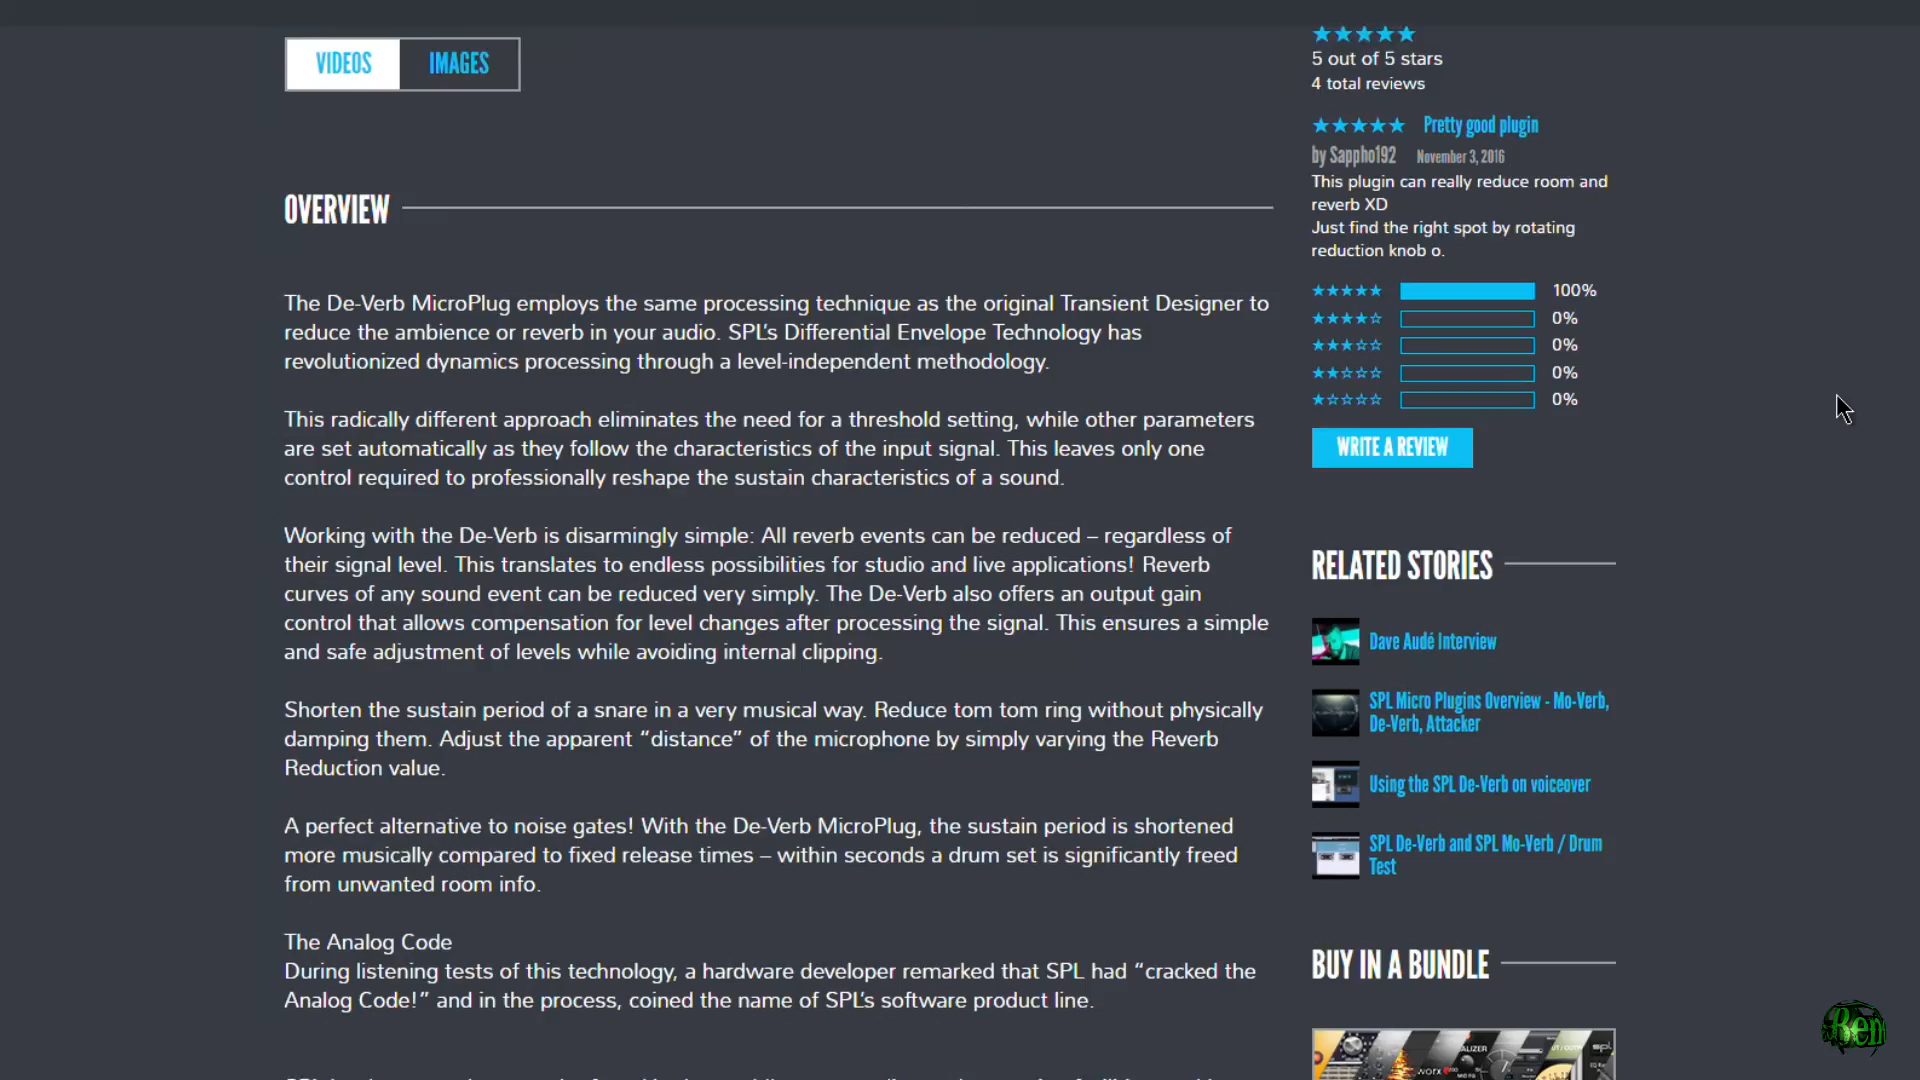 VIDEOS
IMAGES
OVERVIEW
The De-Verb MicroPlug employs the same processing technique as the original Transient Designer to
reduce the ambience or reverb in your audio. SPL's Differential Envelope Technology has
revolutionized dynamics processing through a level-independent methodology.
This radically different approach eliminates the need for a threshold setting, while other parameters
are set automatically as they follow the characteristics of the input signal. This leaves only one
control required to professionally reshape the sustain characteristics of a sound.
Working with the De-Verb is disarmingly simple: All reverb events can be reduced – regardless of
their signal level. This translates to endless possibilities for studio and live applications! Reverb
curves of any sound event can be reduced very simply. The De-Verb also offers an output gain
control that allows compensation for level changes after processing the signal. This ensures a simple
and safe adjustment of levels while avoiding internal clipping.
Shorten the sustain period of a snare in a very musical way. Reduce tom tom ring without physically
damping them. Adjust the apparent “distance” of the microphone by simply varying the Reverb
Reduction value.
A perfect alternative to noise gates! With the De-Verb MicroPlug, the sustain period is shortened
more musically compared to fixed release times – within seconds a drum set is significantly freed
from unwanted room info.
The Analog Code
During listening tests of this technology, a hardware developer remarked that SPL had “cracked the
Analog Code!” and in the process, coined the name of SPL's software product line.
★★★★★
5 out of 5 stars
4 total reviews
★★★★★ Pretty good plugin
by Sappho192 November 3, 2016
This plugin can really reduce room and
reverb XD
Just find the right spot by rotating
reduction knob o.
★★★★★ 100%
★★★★☆ 0%
★★★☆☆ 0%
★★☆☆☆ 0%
★☆☆☆☆ 0%
WRITE A REVIEW
RELATED STORIES
Dave Audé Interview
SPL Micro Plugins Overview - Mo-Verb,
De-Verb, Attacker
Using the SPL De-Verb on voiceover
SPL De-Verb and SPL Mo-Verb / Drum
Test
BUY IN A BUNDLE
Ben